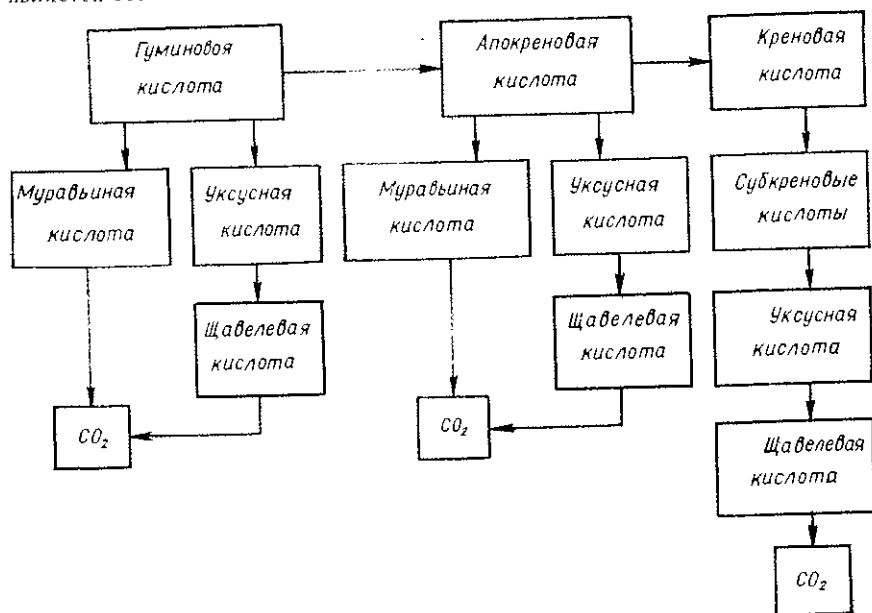 Гуминовоя
кислота
Апокреновая
кислота
Креновая
кислота
Муравьиная
кислота
Уксусная
кислота
Муравьиная
кислота
Уксусная
кислота
Субкреновые
кислоты
Щавелевая
кислота
Щавелевая
кислота
Уксусная
кислота
CO₂
CO₂
Щавелевая
кислота
CO₂